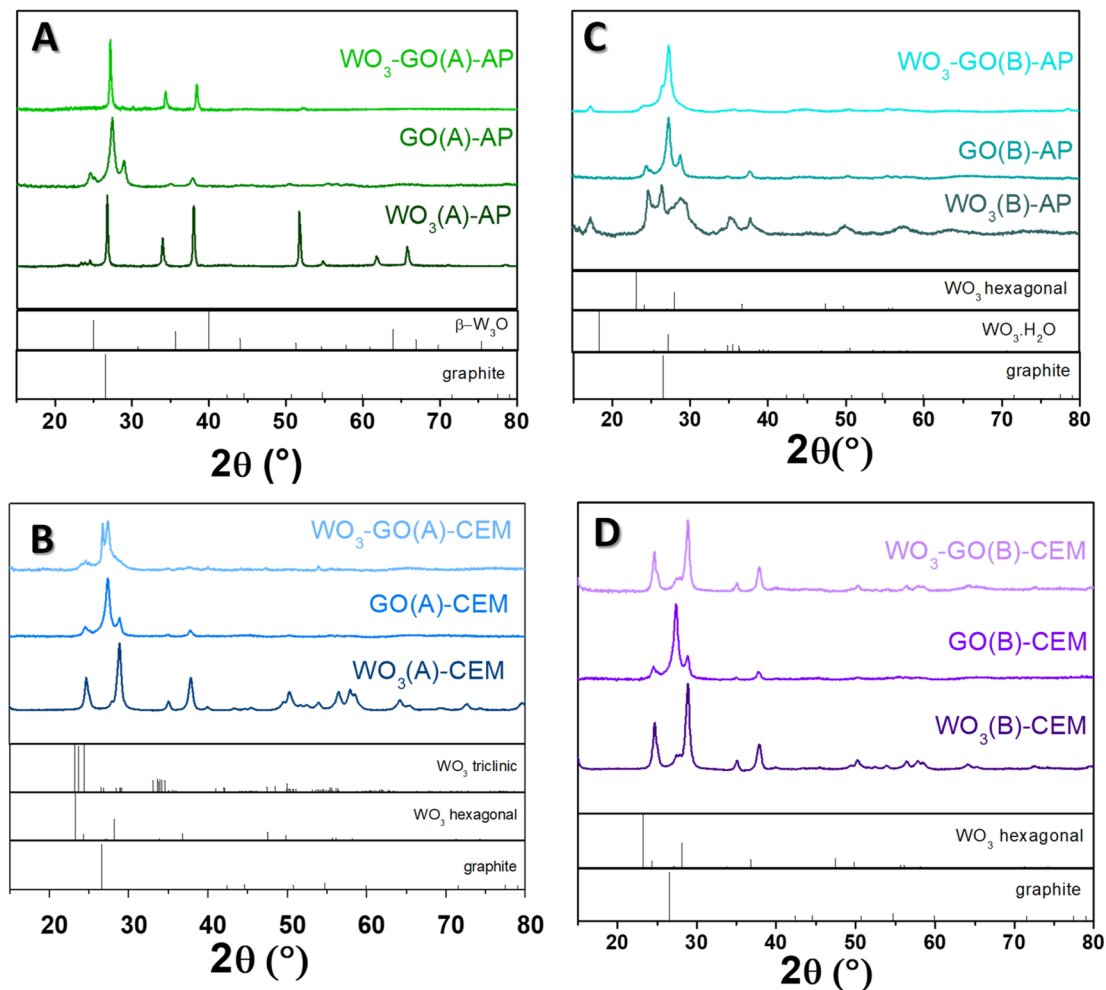 A
WO₃-GO(A)-AP
GO(A)-AP
WO₃(A)-AP
β–W₃O
graphite
20 30 40 50 60 70 80
2θ (°)
C
WO₃-GO(B)-AP
GO(B)-AP
WO₃(B)-AP
WO₃ hexagonal
WO₃.H₂O
graphite
20 30 40 50 60 70 80
2θ(°)
B
WO₃-GO(A)-CEM
GO(A)-CEM
WO₃(A)-CEM
WO₃ triclinic
WO₃ hexagonal
graphite
20 30 40 50 60 70 80
2θ (°)
D
WO₃-GO(B)-CEM
GO(B)-CEM
WO₃(B)-CEM
WO₃ hexagonal
graphite
20 30 40 50 60 70 80
2θ (°)